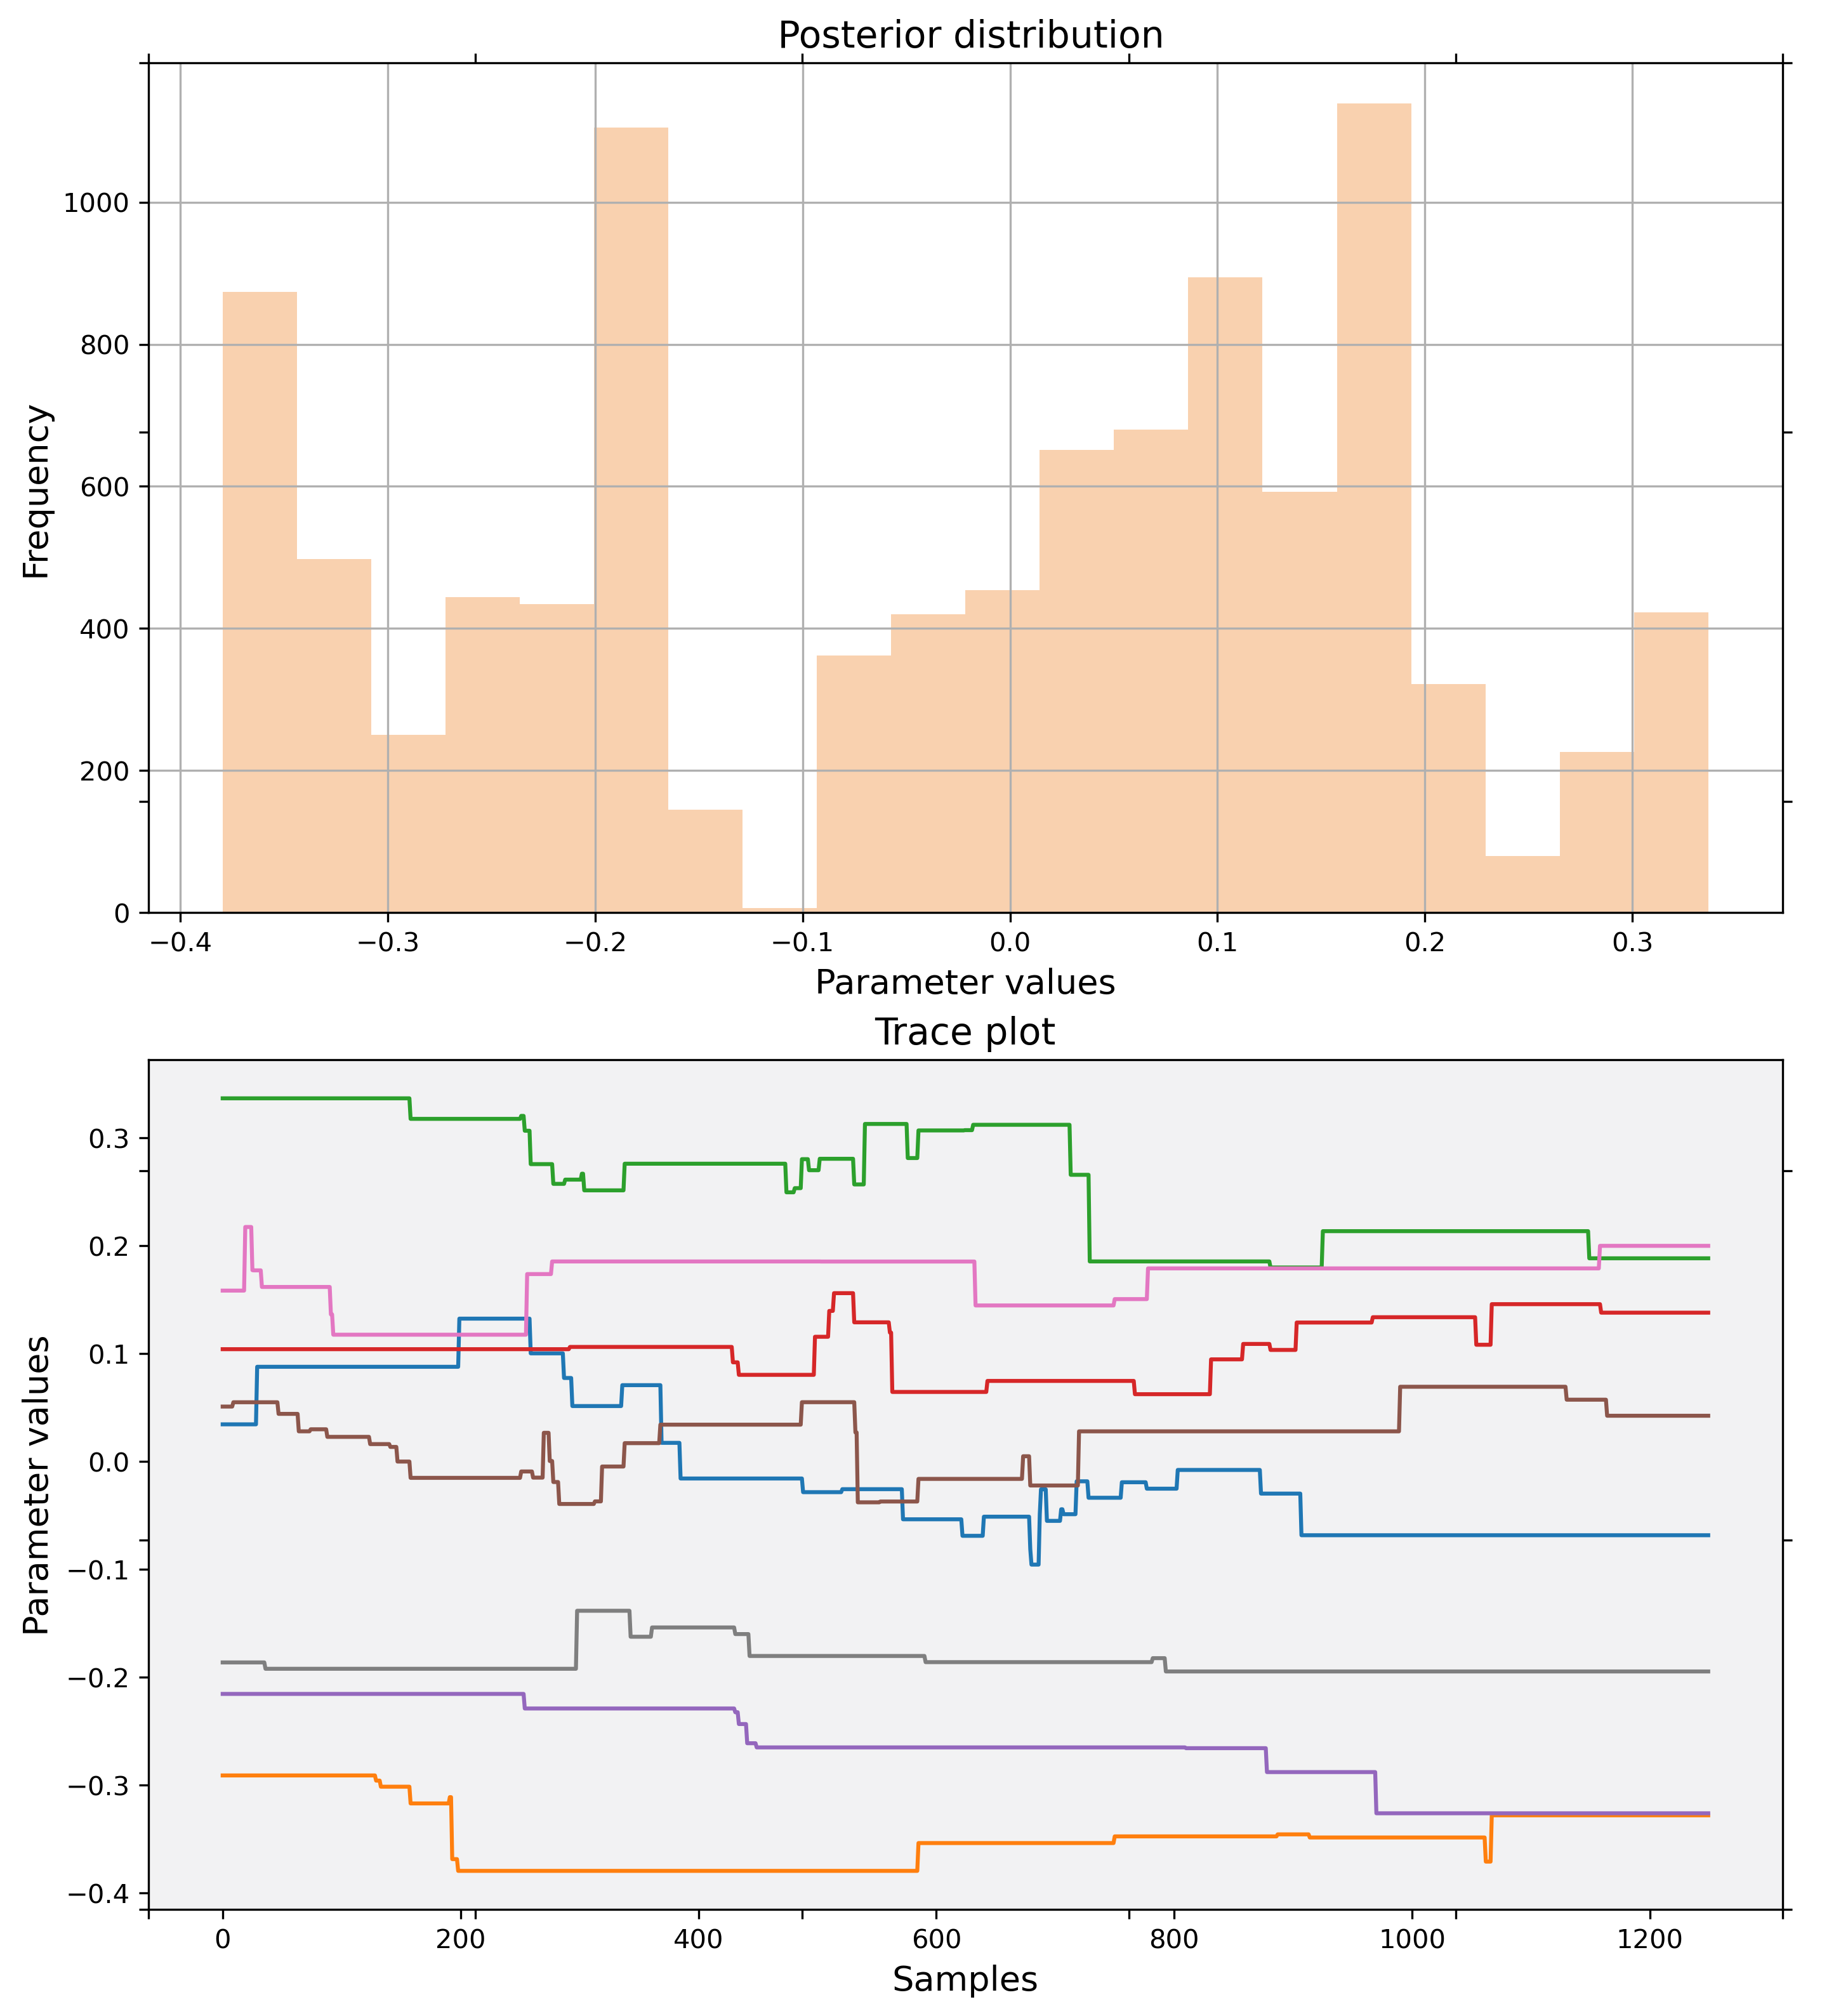 Posterior distribution
1000
800
600
400
200
0
Frequency
−0.4 −0.3 −0.2 −0.1 0.0 0.1 0.2 0.3
Parameter values
Trace plot
0.3
0.2
0.1
0.0
−0.1
−0.2
−0.3
−0.4
Parameter values
0 200 400 600 800 1000 1200
Samples